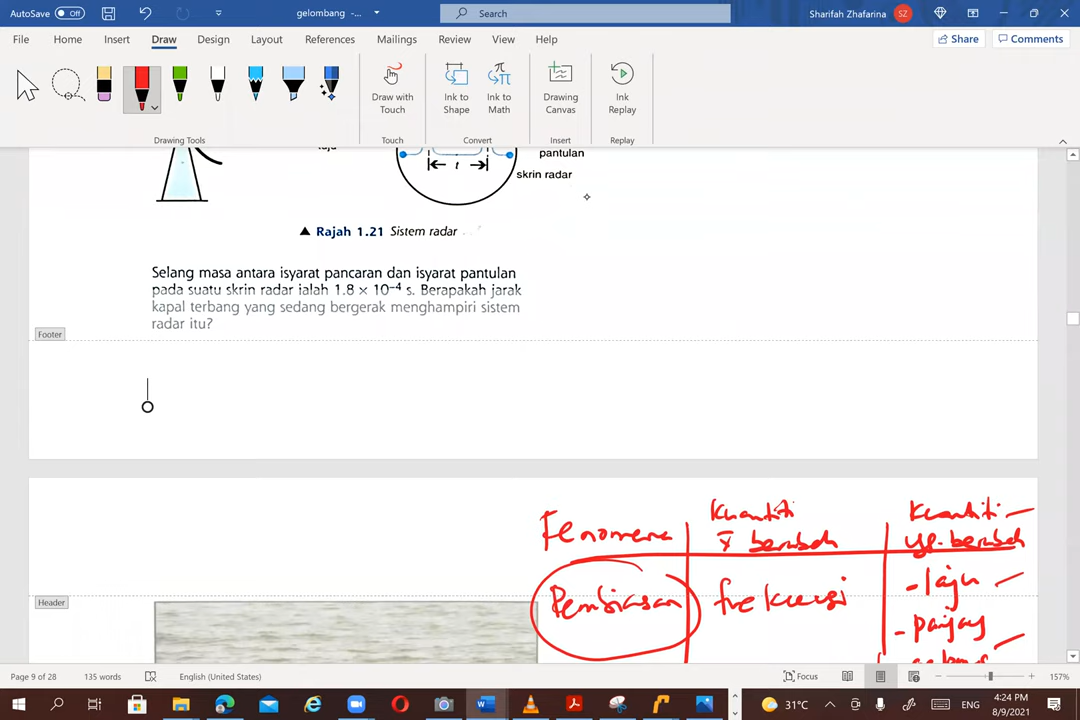 AutoSave Off gelombang -... Search Sharifah Zhafarina SZ
File Home Insert Draw Design Layout References Mailings Review View Help Share Comments
Draw with Touch Ink to Shape Ink to Math Drawing Canvas Ink Replay
Drawing Tools Touch Convert Insert Replay
t pantulan
skrin radar
▲ Rajah 1.21 Sistem radar
Selang masa antara isyarat pancaran dan isyarat pantulan
pada suatu skrin radar ialah 1.8 × 10⁻⁴ s. Berapakah jarak
kapal terbang yang sedang bergerak menghampiri sistem
radar itu?
Footer
Fenomena Kuantiti x̄ berubah Kuantiti yg. berubah
Header
Pembiasan frekuensi - laju
- panjang
Page 9 of 28 135 words English (United States) Focus 157%
31°C ENG 4:24 PM
8/9/2021